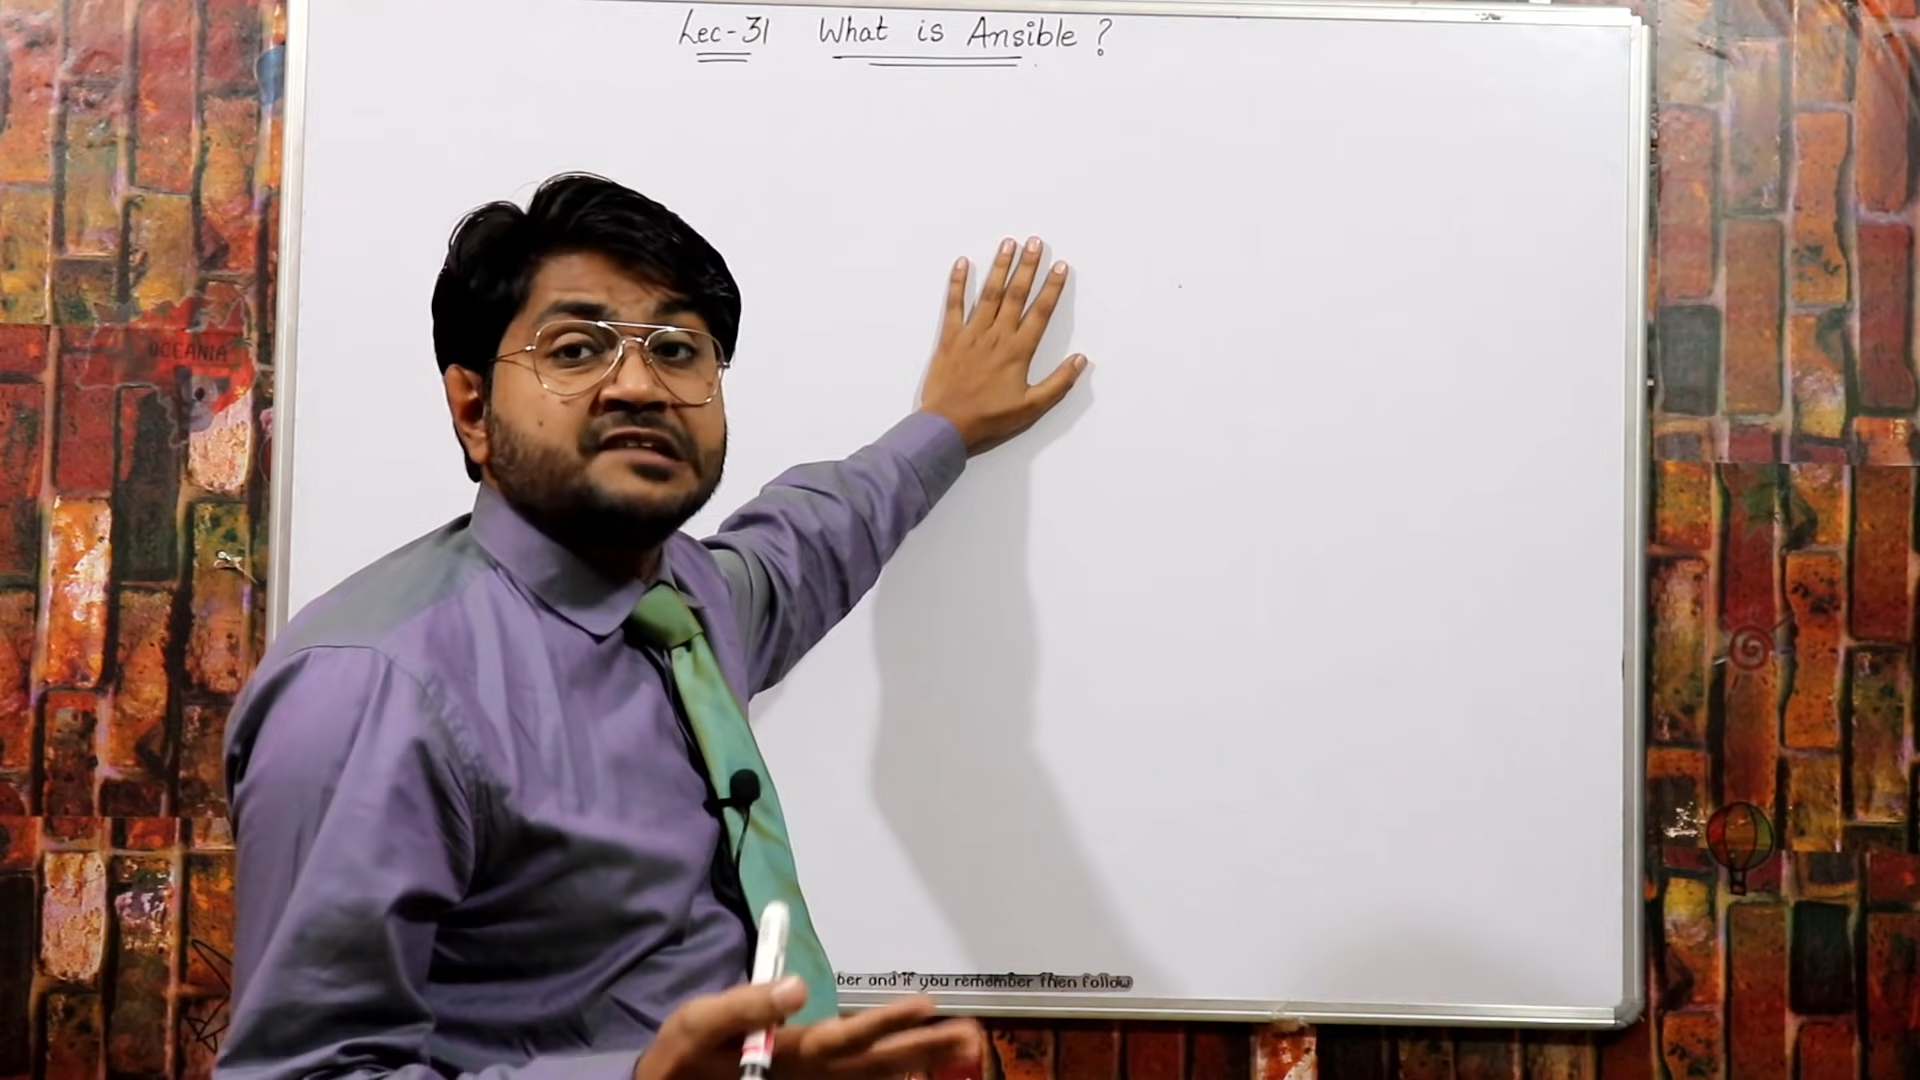 Lec-31 What is Ansible ?
OCEANIA
ber and if you remember then follow